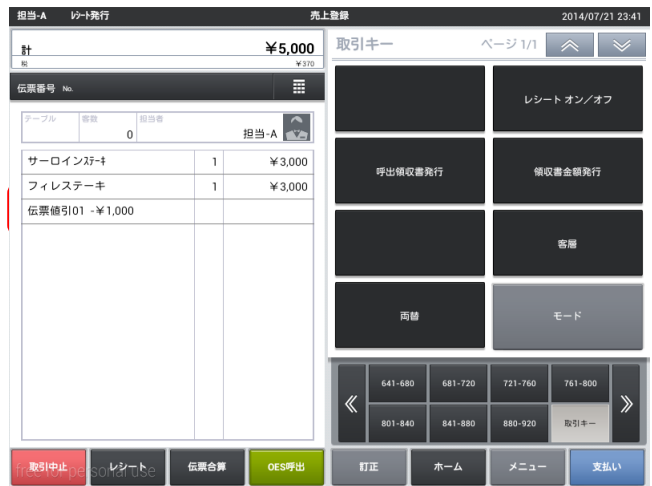 担当-A ﾚｼｰﾄ発行 売上登録 2014/07/21 23:41
計 ¥5,000
税 ¥370
取引キー ページ 1/1
伝票番号 No.
テーブル 客数 担当者
0 担当-A
サーロインｽﾃｰｷ 1 ¥3,000
フィレステーキ 1 ¥3,000
伝票値引01 -¥1,000
レシート オン／オフ
呼出領収書発行 領収書金額発行
客層
両替 モード
641-680 681-720 721-760 761-800
801-840 841-880 880-920 取引キー
取引中止 レシート 伝票合算 OES呼出 訂正 ホーム メニュー 支払い
free for personal use